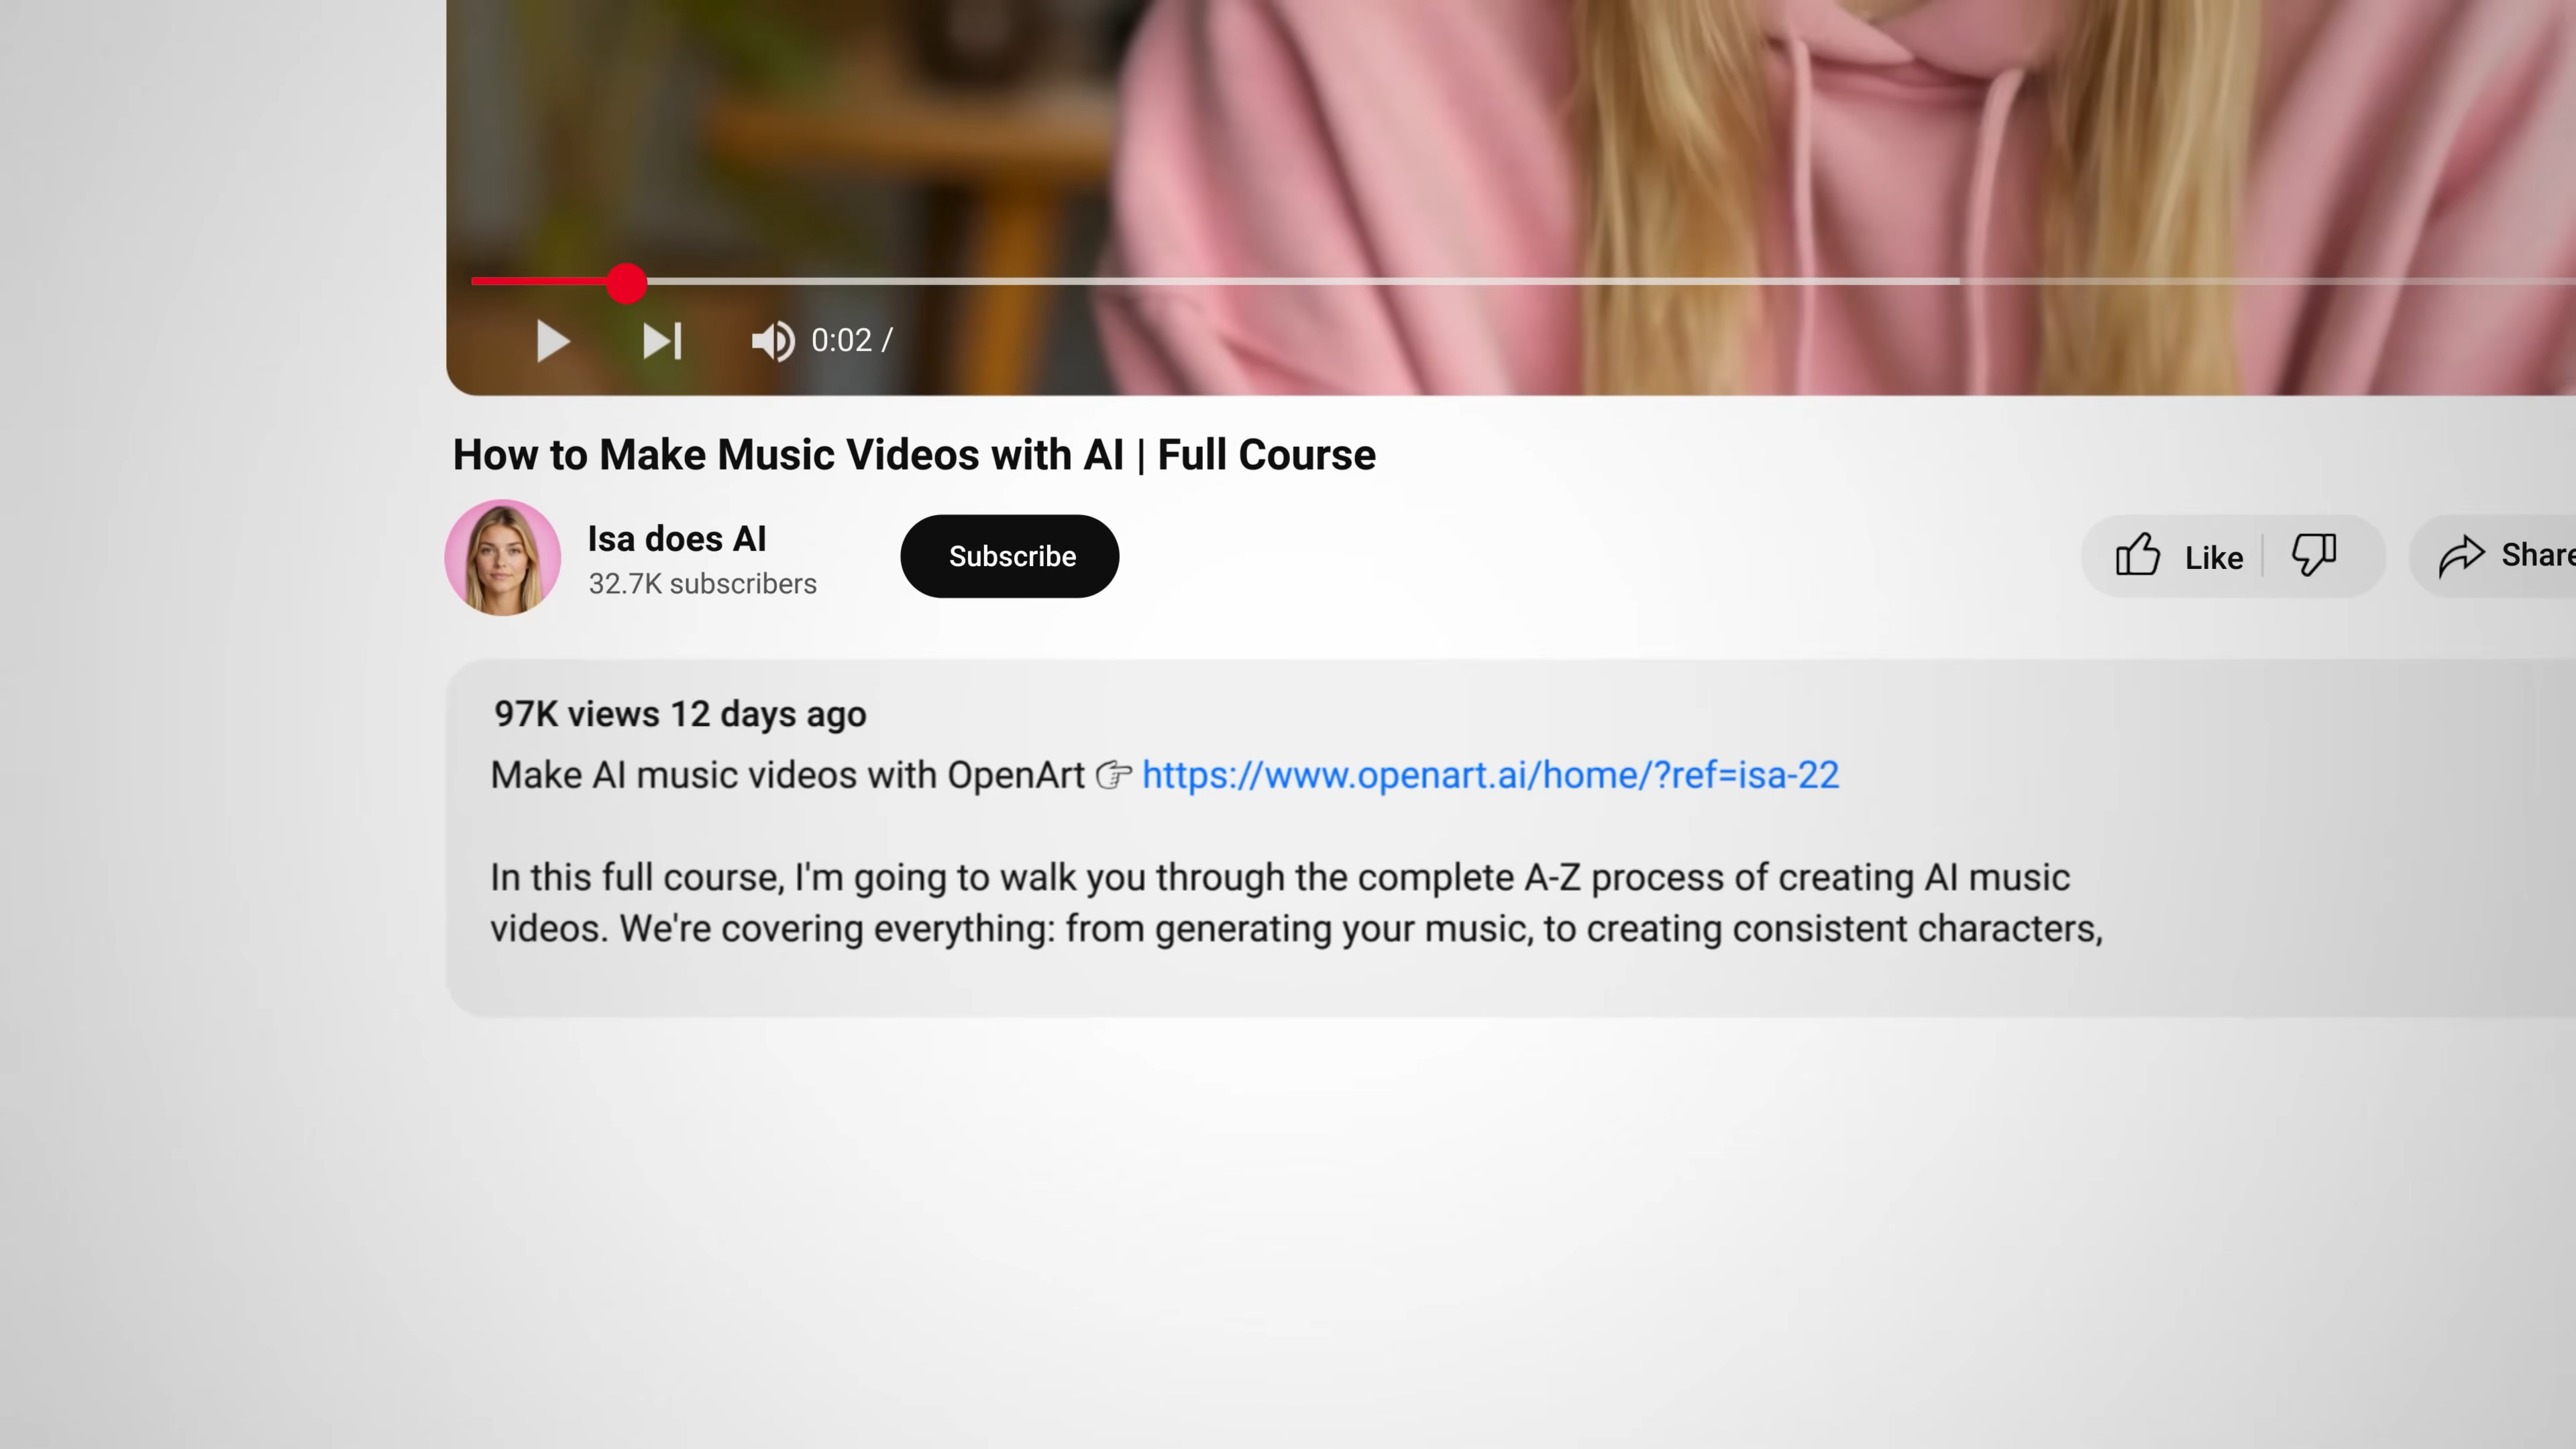 0:02 /
How to Make Music Videos with AI | Full Course
Isa does AI
32.7K subscribers
Subscribe
Like
Share
97K views 12 days ago
Make AI music videos with OpenArt 👉 https://www.openart.ai/home/?ref=isa-22
In this full course, I'm going to walk you through the complete A-Z process of creating AI music
videos. We're covering everything: from generating your music, to creating consistent characters,